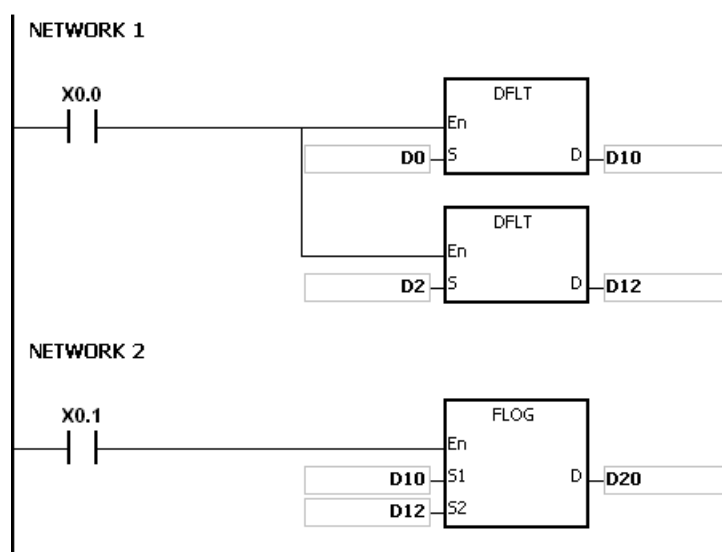 NETWORK 1
X0.0
DFLT
En
D0 S D D10
DFLT
En
D2 S D D12
NETWORK 2
X0.1
FLOG
En
D10 S1 D D20
D12 S2